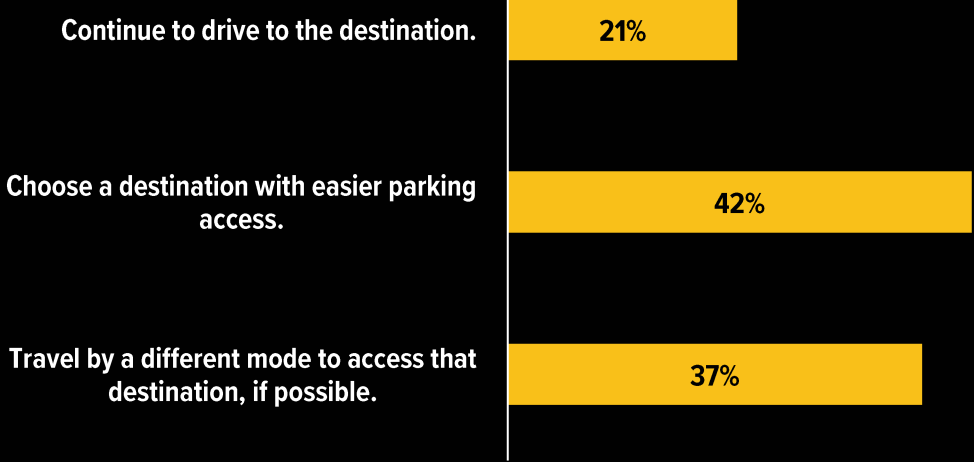 Continue to drive to the destination.
21%
Choose a destination with easier parking
access.
42%
Travel by a different mode to access that
destination, if possible.
37%